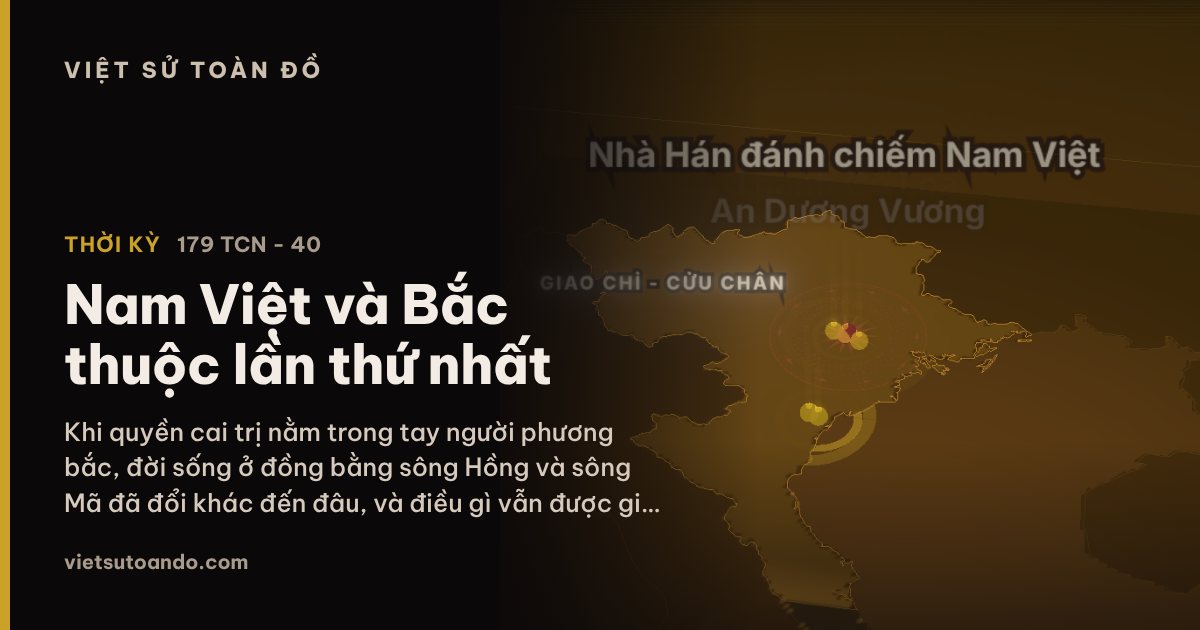 VIỆT SỬ TOÀN ĐỒ
Nhà Hán đánh chiếm Nam Việt
An Dương Vương
THỜI KỲ 179 TCN - 40
GIAO CHỈ - CỬU CHÂN
Nam Việt và Bắc
thuộc lần thứ nhất
Khi quyền cai trị nằm trong tay người phương
bắc, đời sống ở đồng bằng sông Hồng và sông
Mã đã đổi khác đến đâu, và điều gì vẫn được gi...
vietsutoando.com